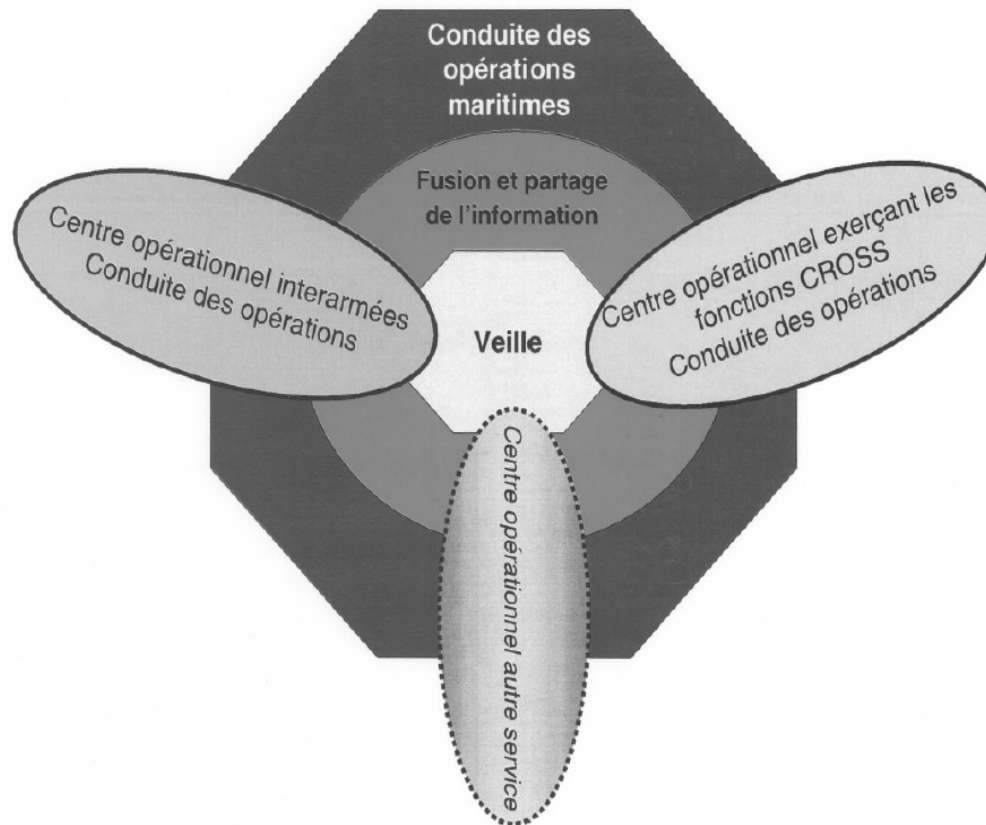 Conduite des
opérations
maritimes
Fusion et partage
de l'information
Centre opérationnel interarmées
Conduite des opérations
Centre opérationnel exerçant les
fonctions CROSS
Conduite des opérations
Veille
Centre opérationnel autre service